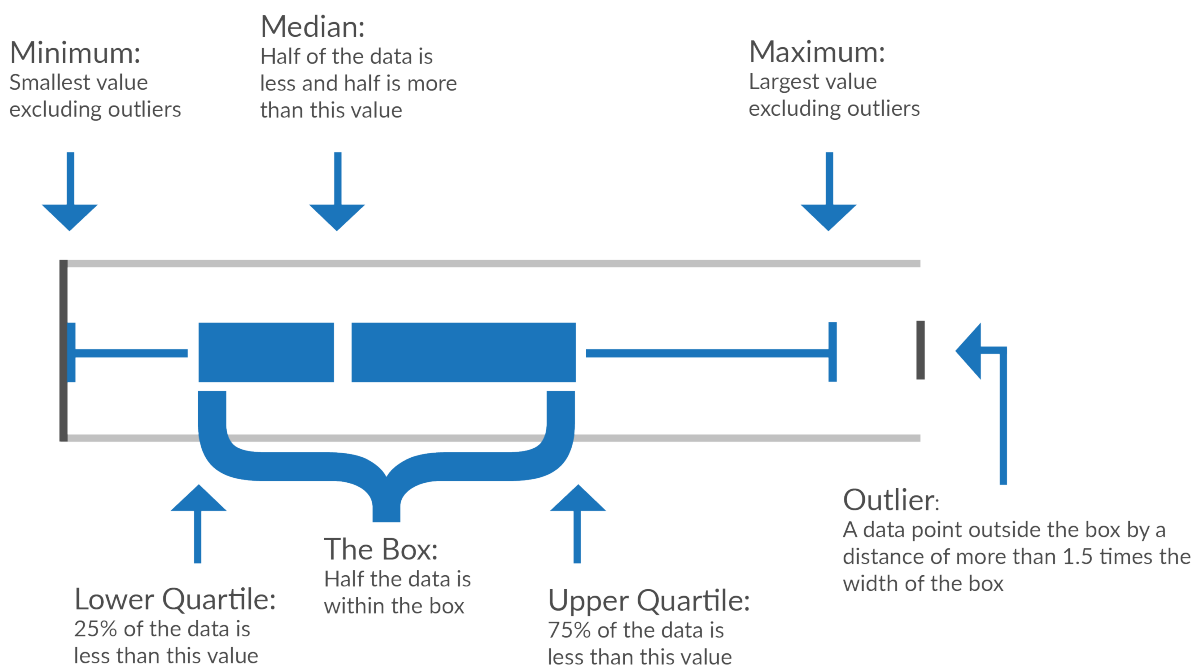 Minimum:
Smallest value
excluding outliers
Median:
Half of the data is
less and half is more
than this value
Maximum:
Largest value
excluding outliers
Lower Quartile:
25% of the data is
less than this value
The Box:
Half the data is
within the box
Upper Quartile:
75% of the data is
less than this value
Outlier:
A data point outside the box by a
distance of more than 1.5 times the
width of the box